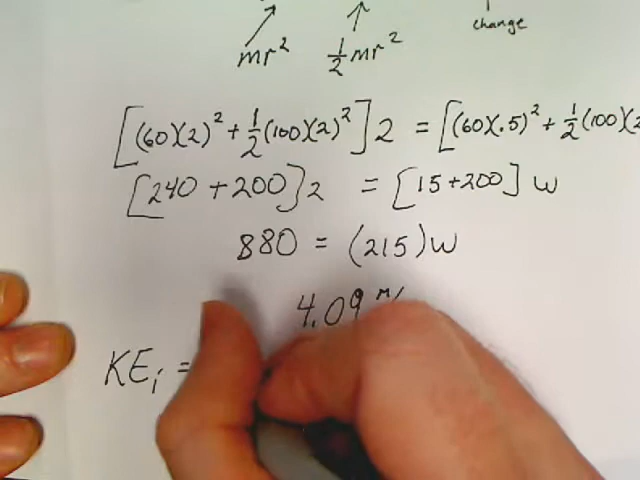 change
mr² ½mr²
[(60)(2)² + ½(100)(2)²] 2 = [(60)(.5)² + ½(100)(2
[240 + 200] 2 = [15 + 200] W
880 = (215) W
4.09 m/
KEi =